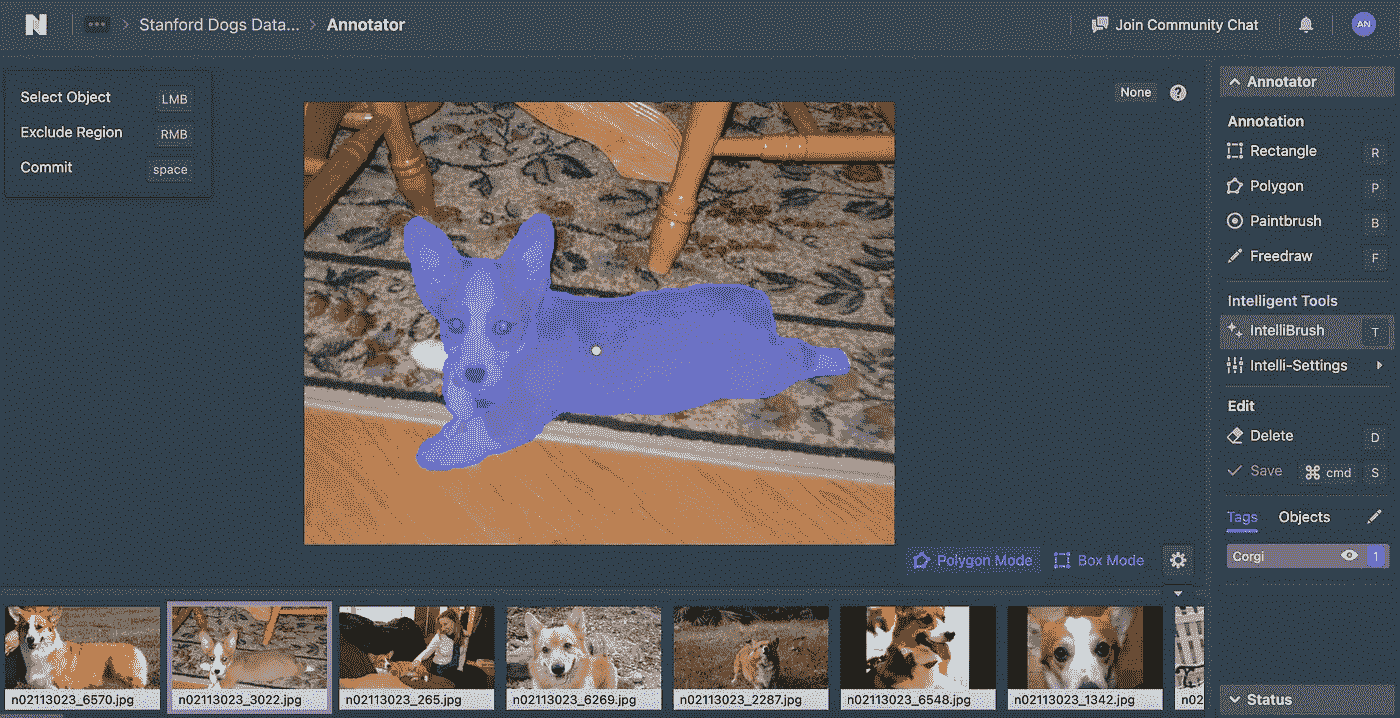 N ••• > Stanford Dogs Data... > Annotator Join Community Chat AN
Select Object LMB
Exclude Region RMB
Commit space
None ?
Annotator
Annotation
Rectangle R
Polygon P
Paintbrush B
Freedraw F
Intelligent Tools
IntelliBrush T
Intelli-Settings
Edit
Delete D
Save ⌘ cmd S
Tags Objects
Corgi 1
Polygon Mode Box Mode
n02113023_6570.jpg n02113023_3022.jpg n02113023_265.jpg n02113023_6269.jpg n02113023_2287.jpg n02113023_6548.jpg n02113023_1342.jpg n02
Status